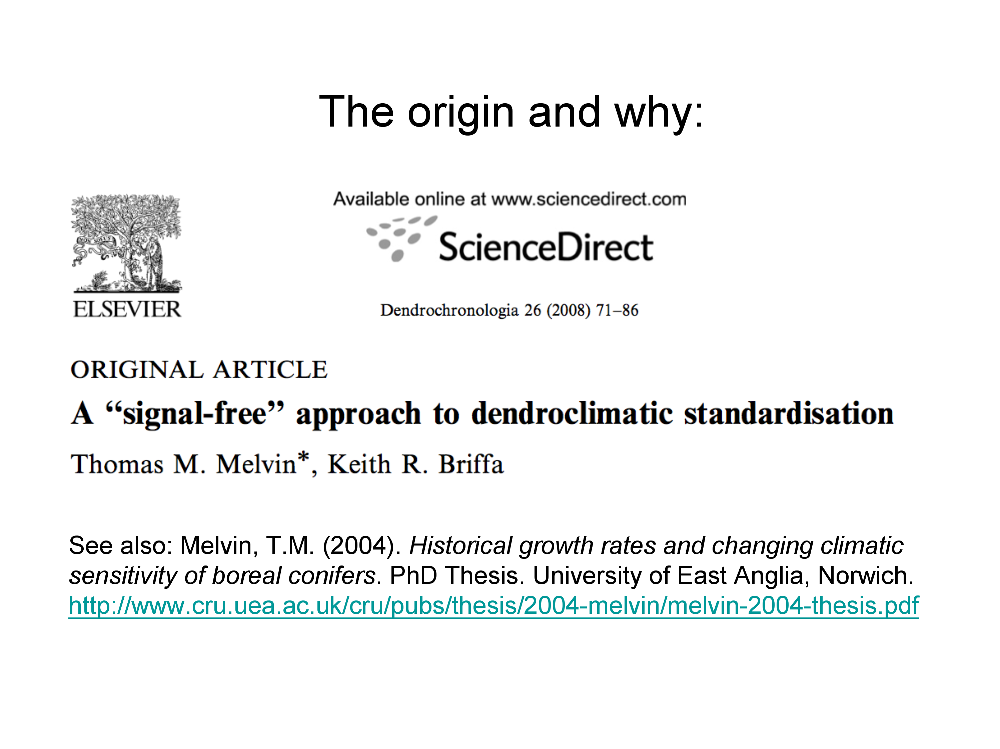 The origin and why:
Available online at www.sciencedirect.com
ScienceDirect
ELSEVIER
Dendrochronologia 26 (2008) 71–86
ORIGINAL ARTICLE
A “signal-free” approach to dendroclimatic standardisation
Thomas M. Melvin*, Keith R. Briffa
See also: Melvin, T.M. (2004). Historical growth rates and changing climatic
sensitivity of boreal conifers. PhD Thesis. University of East Anglia, Norwich.
http://www.cru.uea.ac.uk/cru/pubs/thesis/2004-melvin/melvin-2004-thesis.pdf